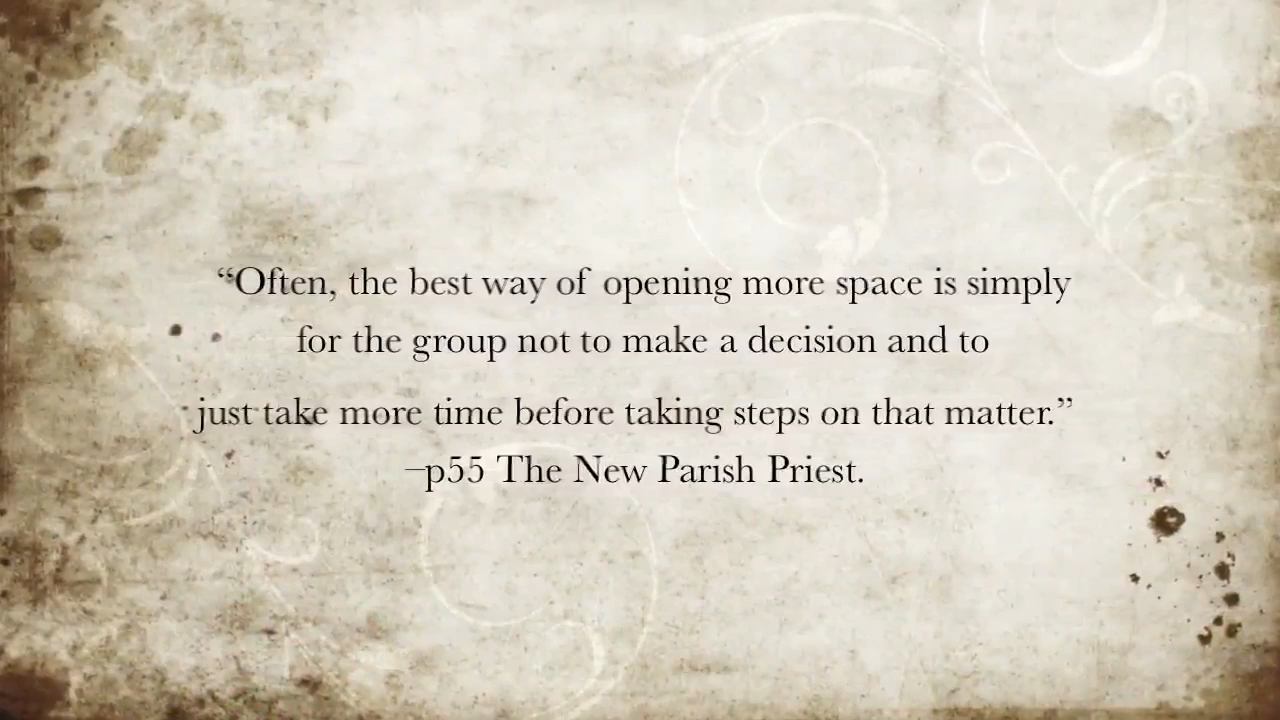 “Often, the best way of opening more space is simply
for the group not to make a decision and to
just take more time before taking steps on that matter.”
–p55 The New Parish Priest.